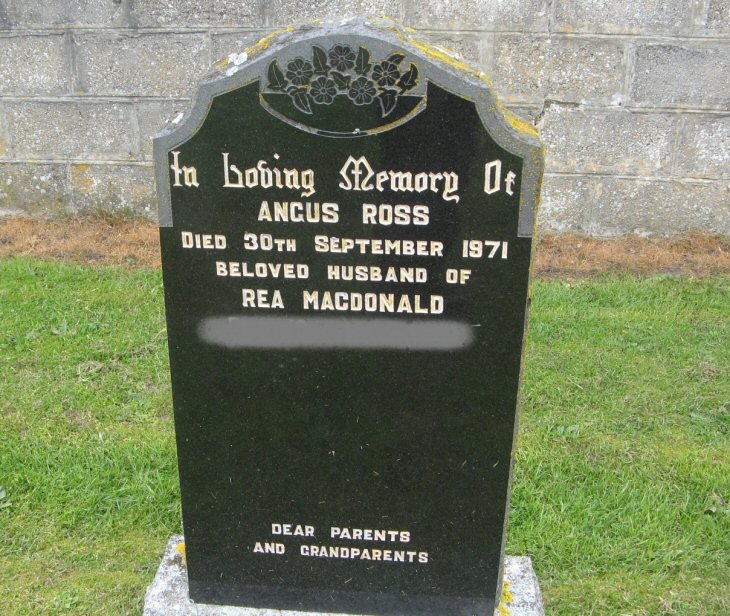 In Loving Memory Of
ANGUS ROSS
DIED 30TH SEPTEMBER 1971
BELOVED HUSBAND OF
REA MACDONALD
DEAR PARENTS
AND GRANDPARENTS